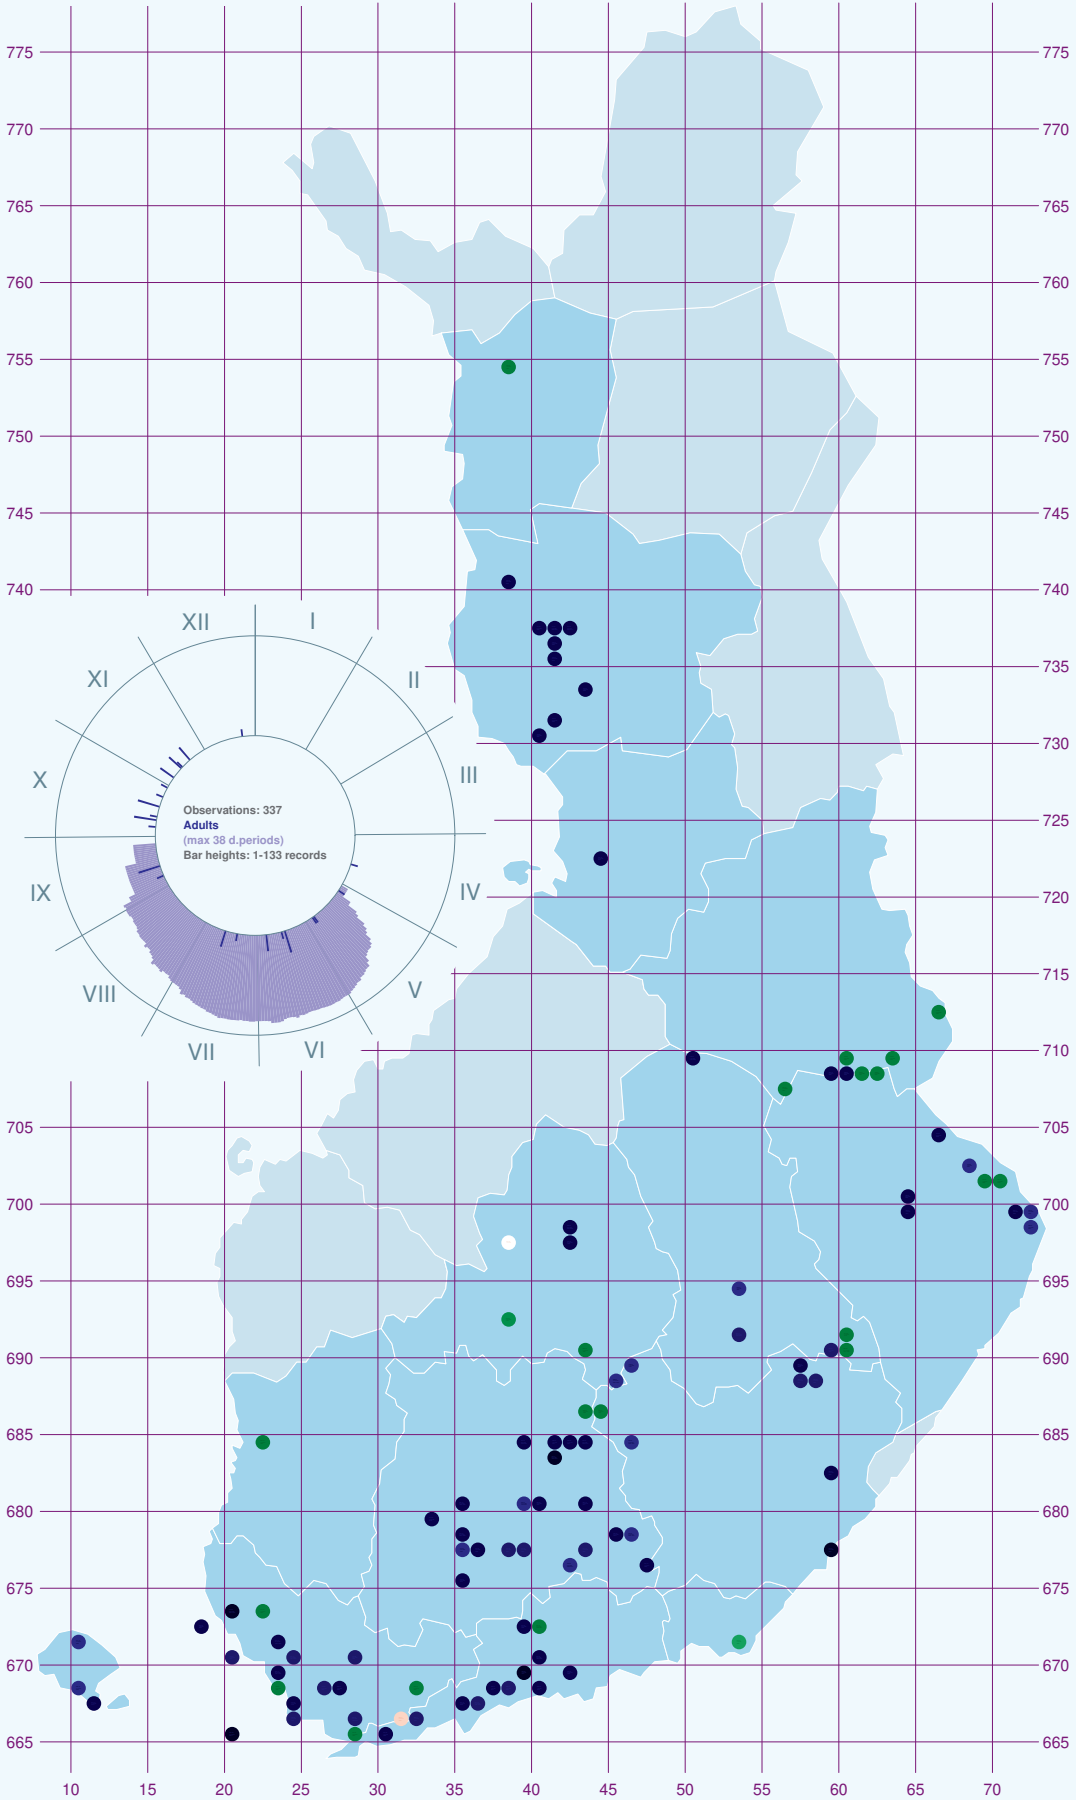 775 775
770 770
765 765
760 760
755 755
750 750
745 745
740 740
XII I
XI II
735 735
730 730
X III
Observations: 337
Adults
(max 38 d.periods)
Bar heights: 1-133 records
725 725
IX IV
720 720
VIII V
715 715
VII VI
710 710
705 705
700 700
695 695
690 690
685 685
680 680
675 675
670 670
665 665
10 15 20 25 30 35 40 45 50 55 60 65 70